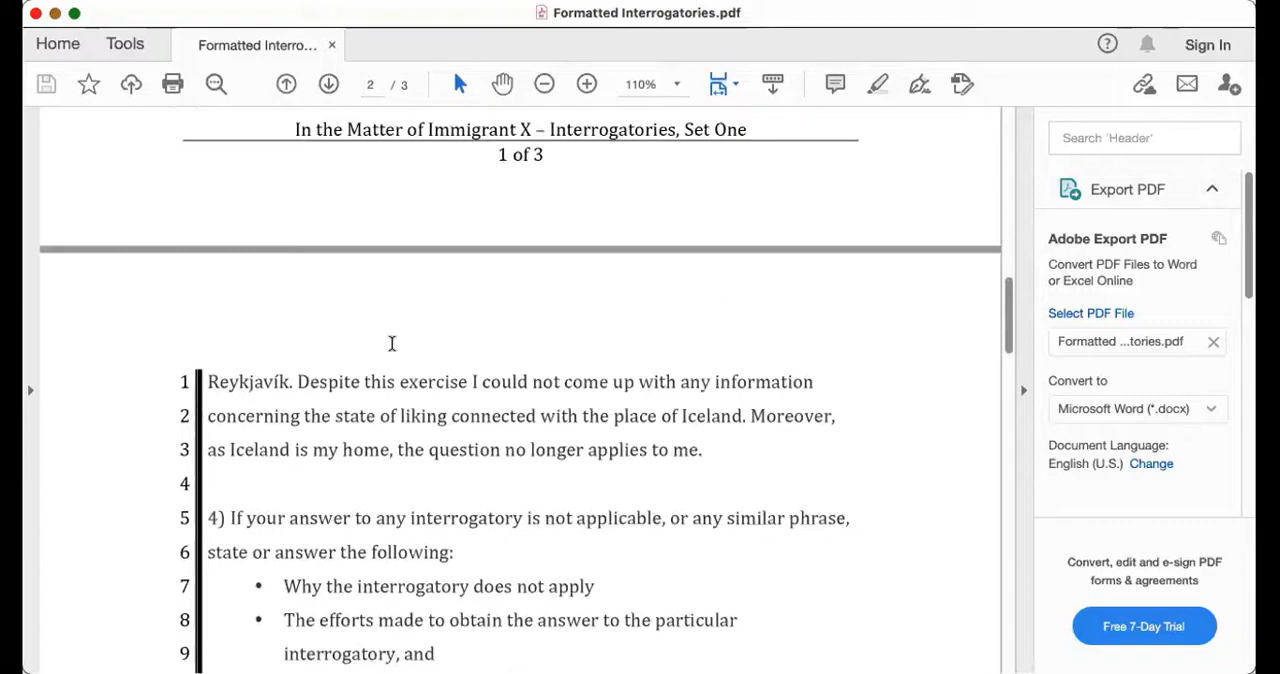 Formatted Interrogatories.pdf
Home Tools Formatted Interro... × Sign In
2 / 3 110%
In the Matter of Immigrant X – Interrogatories, Set One
1 of 3
1 Reykjavík. Despite this exercise I could not come up with any information
2 concerning the state of liking connected with the place of Iceland. Moreover,
3 as Iceland is my home, the question no longer applies to me.
4
5 4) If your answer to any interrogatory is not applicable, or any similar phrase,
6 state or answer the following:
7 • Why the interrogatory does not apply
8 • The efforts made to obtain the answer to the particular
9 interrogatory, and
Search 'Header'
Export PDF
Adobe Export PDF
Convert PDF Files to Word
or Excel Online
Select PDF File
Formatted ...tories.pdf
Convert to
Microsoft Word (*.docx)
Document Language:
English (U.S.) Change
Convert, edit and e-sign PDF
forms & agreements
Free 7-Day Trial